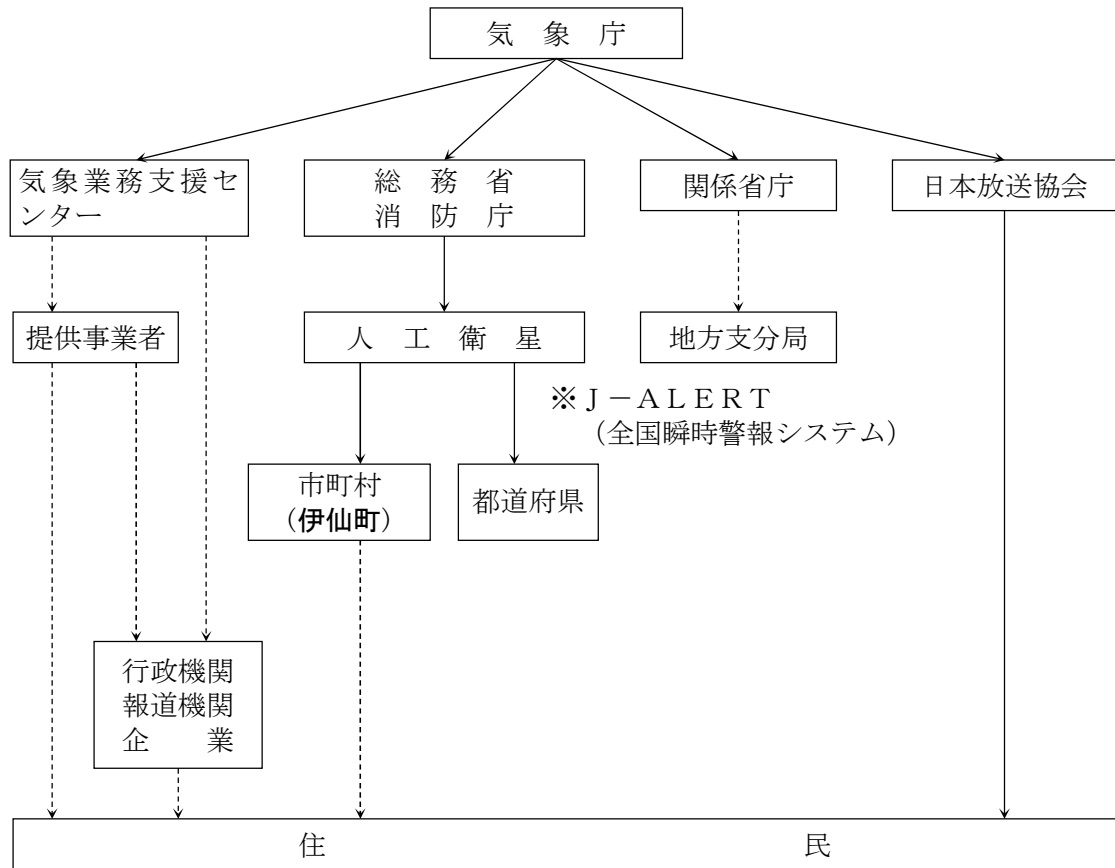 気象庁
気象業務支援セ
ンター
総務省
消防庁
関係省庁
日本放送協会
提供事業者
人工衛星
地方支分局
※J－ALERT
（全国瞬時警報システム）
市町村
（伊仙町）
都道府県
行政機関
報道機関
企業
住民